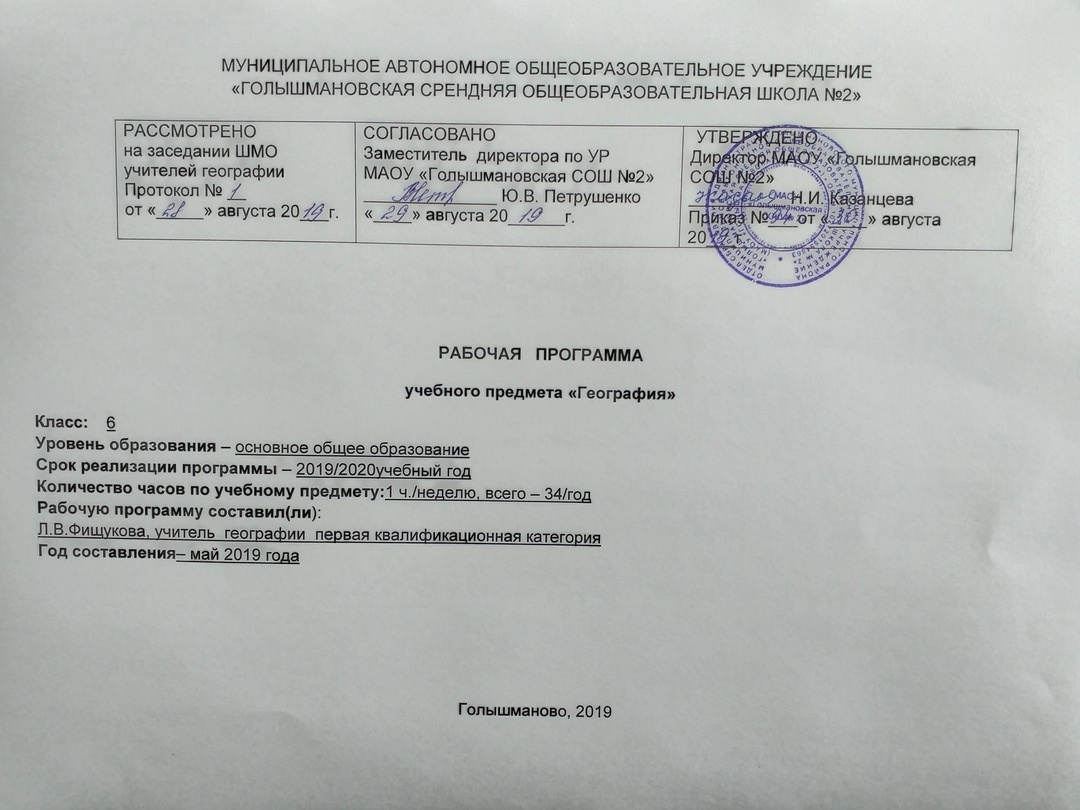 МУНИЦИПАЛЬНОЕ АВТОНОМНОЕ ОБЩЕОБРАЗОВАТЕЛЬНОЕ УЧРЕЖДЕНИЕ
«ГОЛЫШМАНОВСКАЯ СРЕНДНЯЯ ОБЩЕОБРАЗОВАТЕЛЬНАЯ ШКОЛА №2»
РАССМОТРЕНО
на заседании ШМО
учителей географии
Протокол № 1
от «28» августа 2019 г.
СОГЛАСОВАНО
Заместитель директора по УР
МАОУ «Голышмановская СОШ №2»
Ю.В. Петрушенко
«29» августа 2019 г.
УТВЕРЖДЕНО
Директор МАОУ «Голышмановская
СОШ №2»
Н.И. Казанцева
Приказ № от « » августа
20 г.
РАБОЧАЯ ПРОГРАММА
учебного предмета «География»
Класс: 6
Уровень образования – основное общее образование
Срок реализации программы – 2019/2020учебный год
Количество часов по учебному предмету:1 ч./неделю, всего – 34/год
Рабочую программу составил(ли):
Л.В.Фищукова, учитель географии первая квалификационная категория
Год составления– май 2019 года
Голышманово, 2019